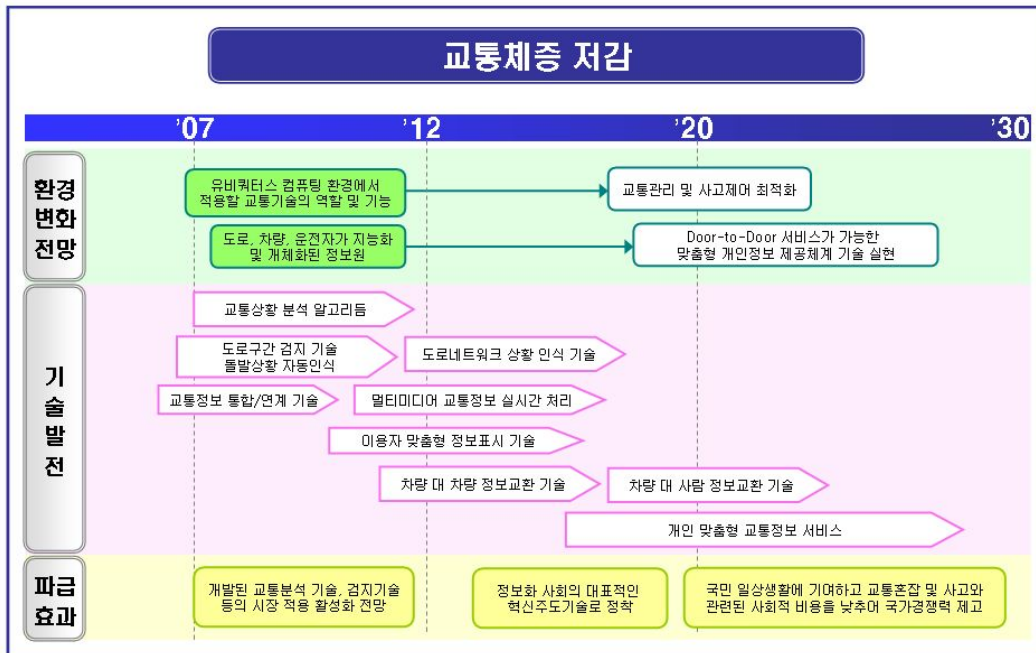 교통체증 저감
'07 '12 '20 '30
환경
변화
전망
유비쿼터스 컴퓨팅 환경에서
적용할 교통기술의 역할 및 기능
교통관리 및 사고제어 최적화
도로, 차량, 운전자가 지능화
및 개체화된 정보원
Door-to-Door 서비스가 가능한
맞춤형 개인정보 제공체계 기술 실현
기
술
발
전
교통상황 분석 알고리듬
도로구간 검지 기술
돌발상황 자동인식
도로네트워크 상황 인식 기술
교통정보 통합/연계 기술
멀티미디어 교통정보 실시간 처리
이용자 맞춤형 정보표시 기술
차량 대 차량 정보교환 기술
차량 대 사람 정보교환 기술
개인 맞춤형 교통정보 서비스
파급
효과
개발된 교통분석 기술, 검지기술
등의 시장 적용 활성화 전망
정보화 사회의 대표적인
혁신주도기술로 정착
국민 일상생활에 기여하고 교통혼잡 및 사고와
관련된 사회적 비용을 낮추어 국가경쟁력 제고